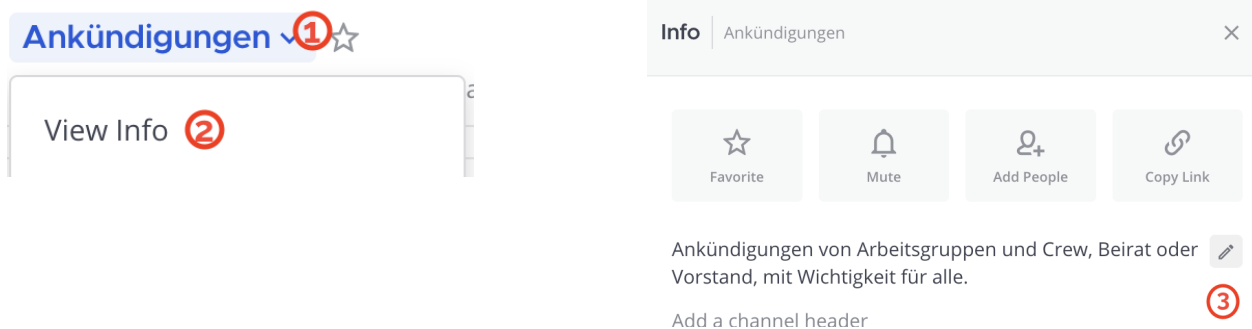 Ankündigungen
1
View Info
2
Info
Ankündigungen
Favorite
Mute
Add People
Copy Link
Ankündigungen von Arbeitsgruppen und Crew, Beirat oder
Vorstand, mit Wichtigkeit für alle.
3
Add a channel header